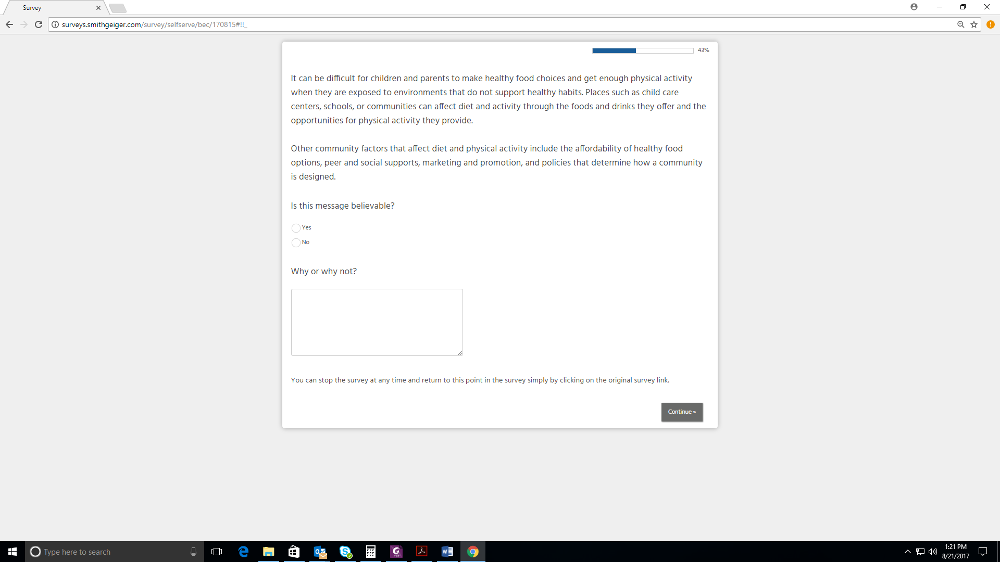 Survey
surveys.smithgeiger.com/survey/selfserve/bec/170815#!!_
43%
It can be difficult for children and parents to make healthy food choices and get enough physical activity
when they are exposed to environments that do not support healthy habits. Places such as child care
centers, schools, or communities can affect diet and activity through the foods and drinks they offer and the
opportunities for physical activity they provide.
Other community factors that affect diet and physical activity include the affordability of healthy food
options, peer and social supports, marketing and promotion, and policies that determine how a community
is designed.
Is this message believable?
Yes
No
Why or why not?
You can stop the survey at any time and return to this point in the survey simply by clicking on the original survey link.
Continue »
Type here to search
PDF
1:21 PM
8/21/2017